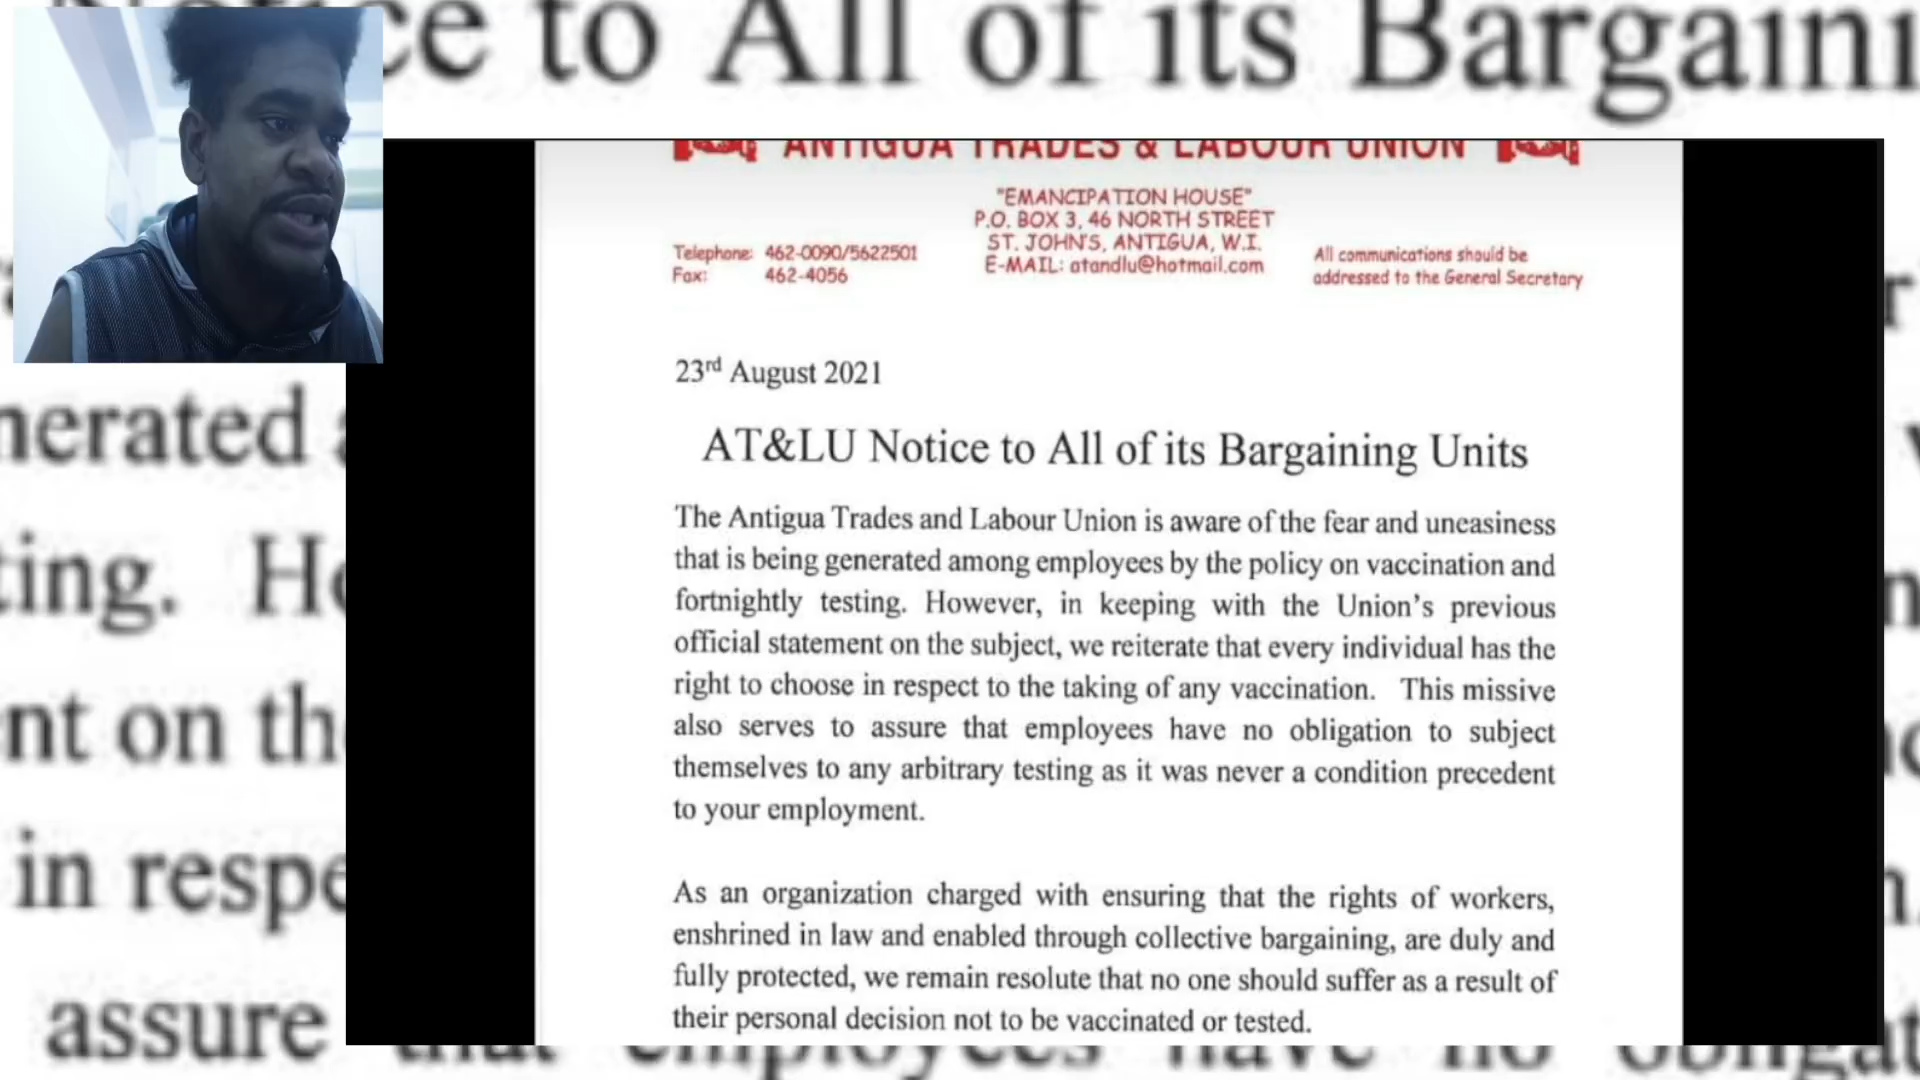 ce to All of its Bargaini
ANTIGUA TRADES & LABOUR UNION
"EMANCIPATION HOUSE"
P.O. BOX 3, 46 NORTH STREET
ST. JOHN'S, ANTIGUA, W.I.
E-MAIL: atandlu@hotmail.com
Telephone: 462-0090/5622501
Fax: 462-4056
All communications should be
addressed to the General Secretary
23rd August 2021
AT&LU Notice to All of its Bargaining Units
The Antigua Trades and Labour Union is aware of the fear and uneasiness
that is being generated among employees by the policy on vaccination and
fortnightly testing. However, in keeping with the Union's previous
official statement on the subject, we reiterate that every individual has the
right to choose in respect to the taking of any vaccination. This missive
also serves to assure that employees have no obligation to subject
themselves to any arbitrary testing as it was never a condition precedent
to your employment.
As an organization charged with ensuring that the rights of workers,
enshrined in law and enabled through collective bargaining, are duly and
fully protected, we remain resolute that no one should suffer as a result of
their personal decision not to be vaccinated or tested.
nerated
ting. He
nt on th
in respe
assure that employees have no obligat